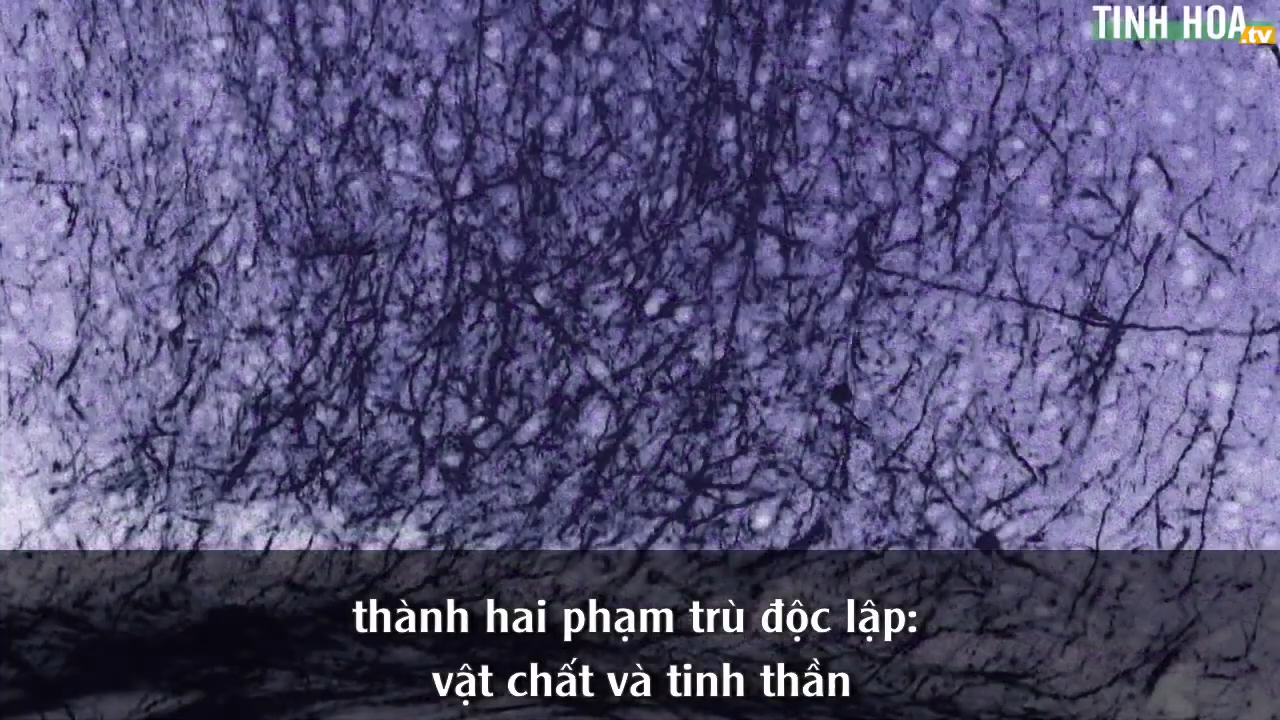 TINH HOA.tv
thành hai phạm trù độc lập:
vật chất và tinh thần